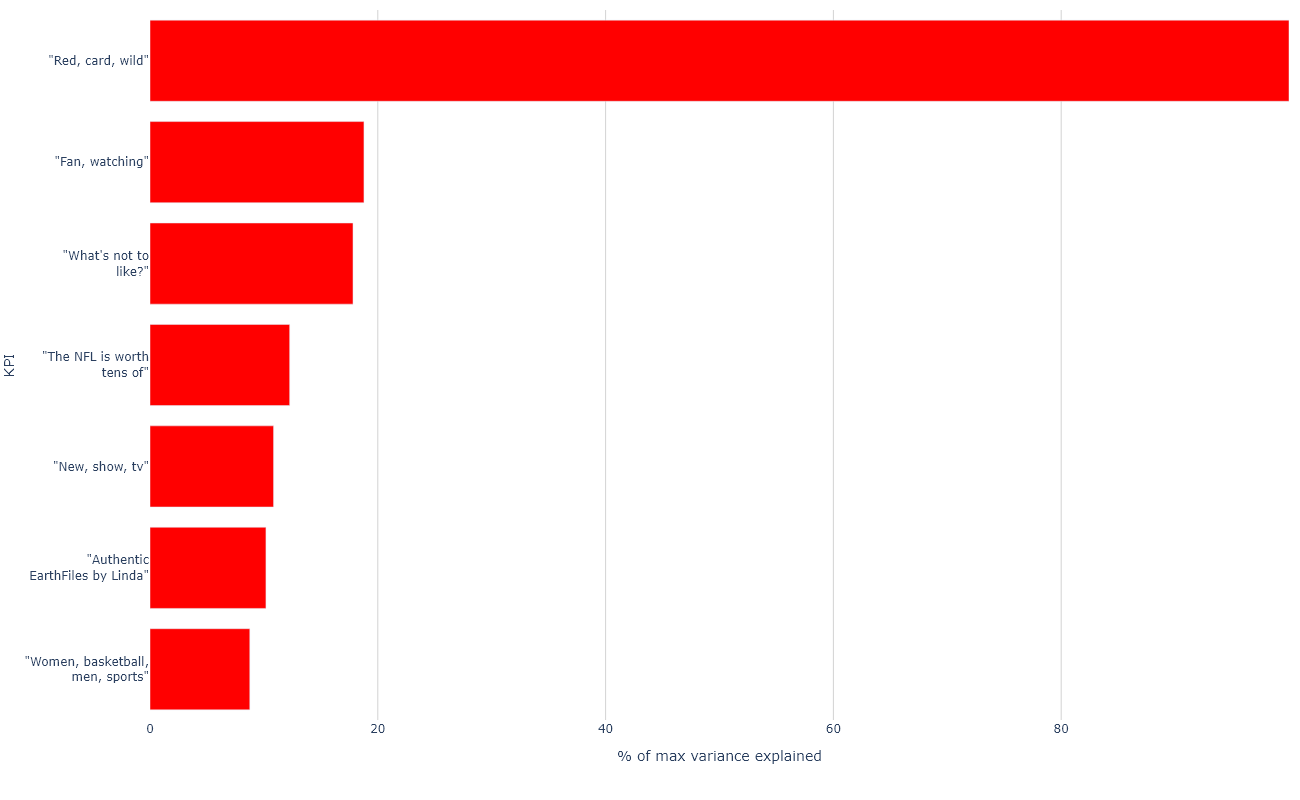 "Red, card, wild"
"Fan, watching"
"What's not to
like?"
"The NFL is worth
tens of"
"New, show, tv"
"Authentic
EarthFiles by Linda"
"Women, basketball,
men, sports"
KPI
0 20 40 60 80
% of max variance explained